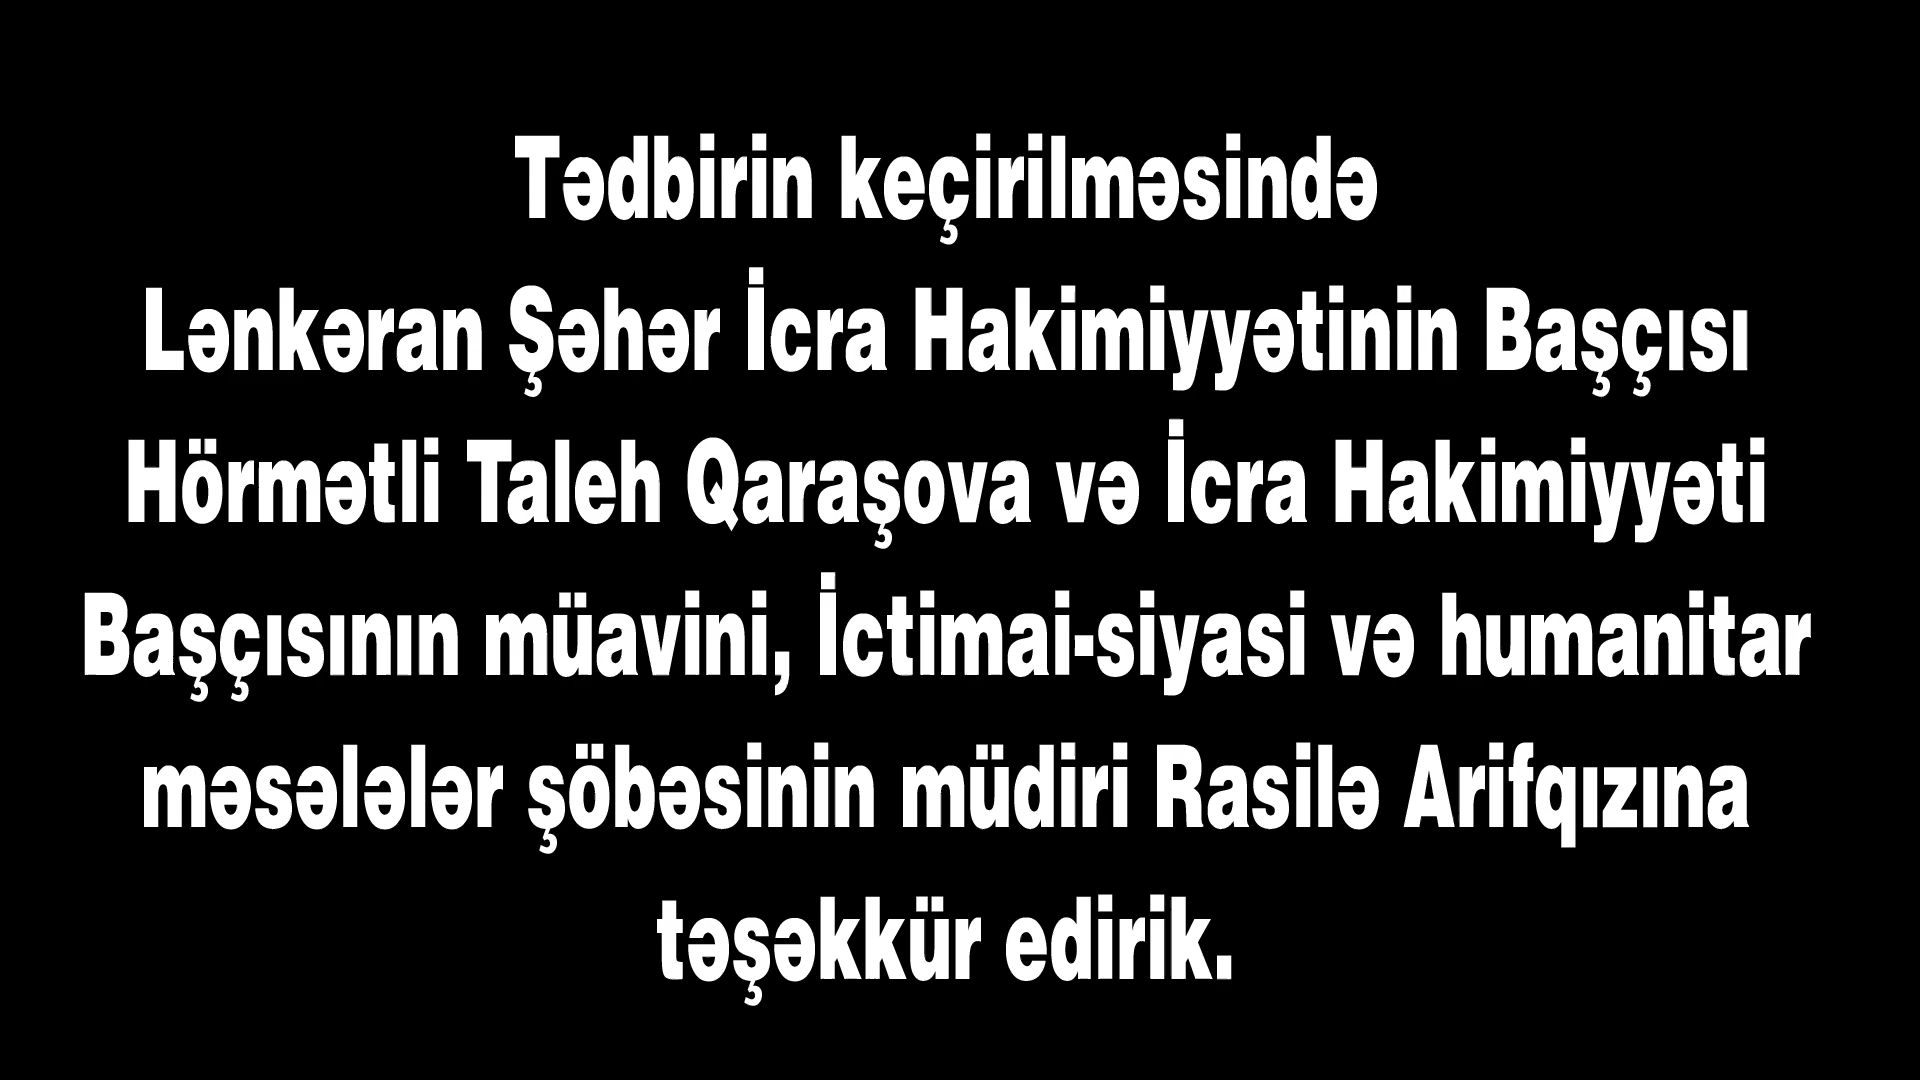 Tədbirin keçirilməsində
Lənkəran Şəhər İcra Hakimiyyətinin Başçısı
Hörmətli Taleh Qaraşova və İcra Hakimiyyəti
Başçısının müavini, İctimai-siyasi və humanitar
məsələlər şöbəsinin müdiri Rasilə Arifqızına
təşəkkür edirik.